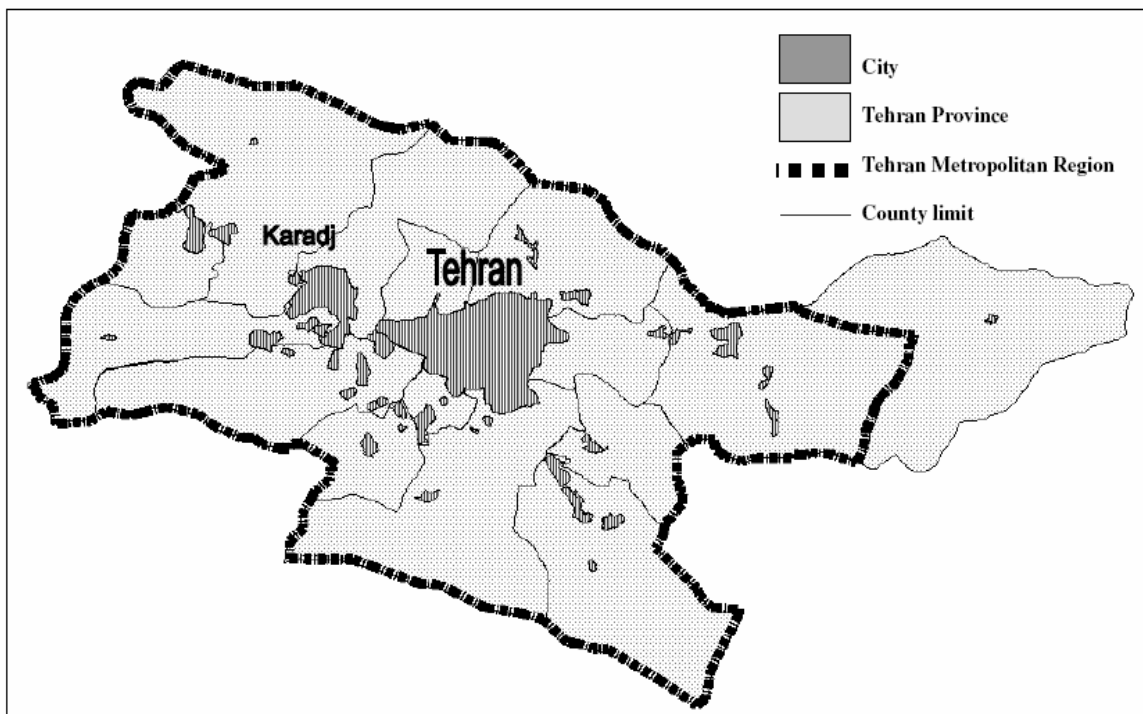 City
Tehran Province
Tehran Metropolitan Region
County limit
Karadj
Tehran